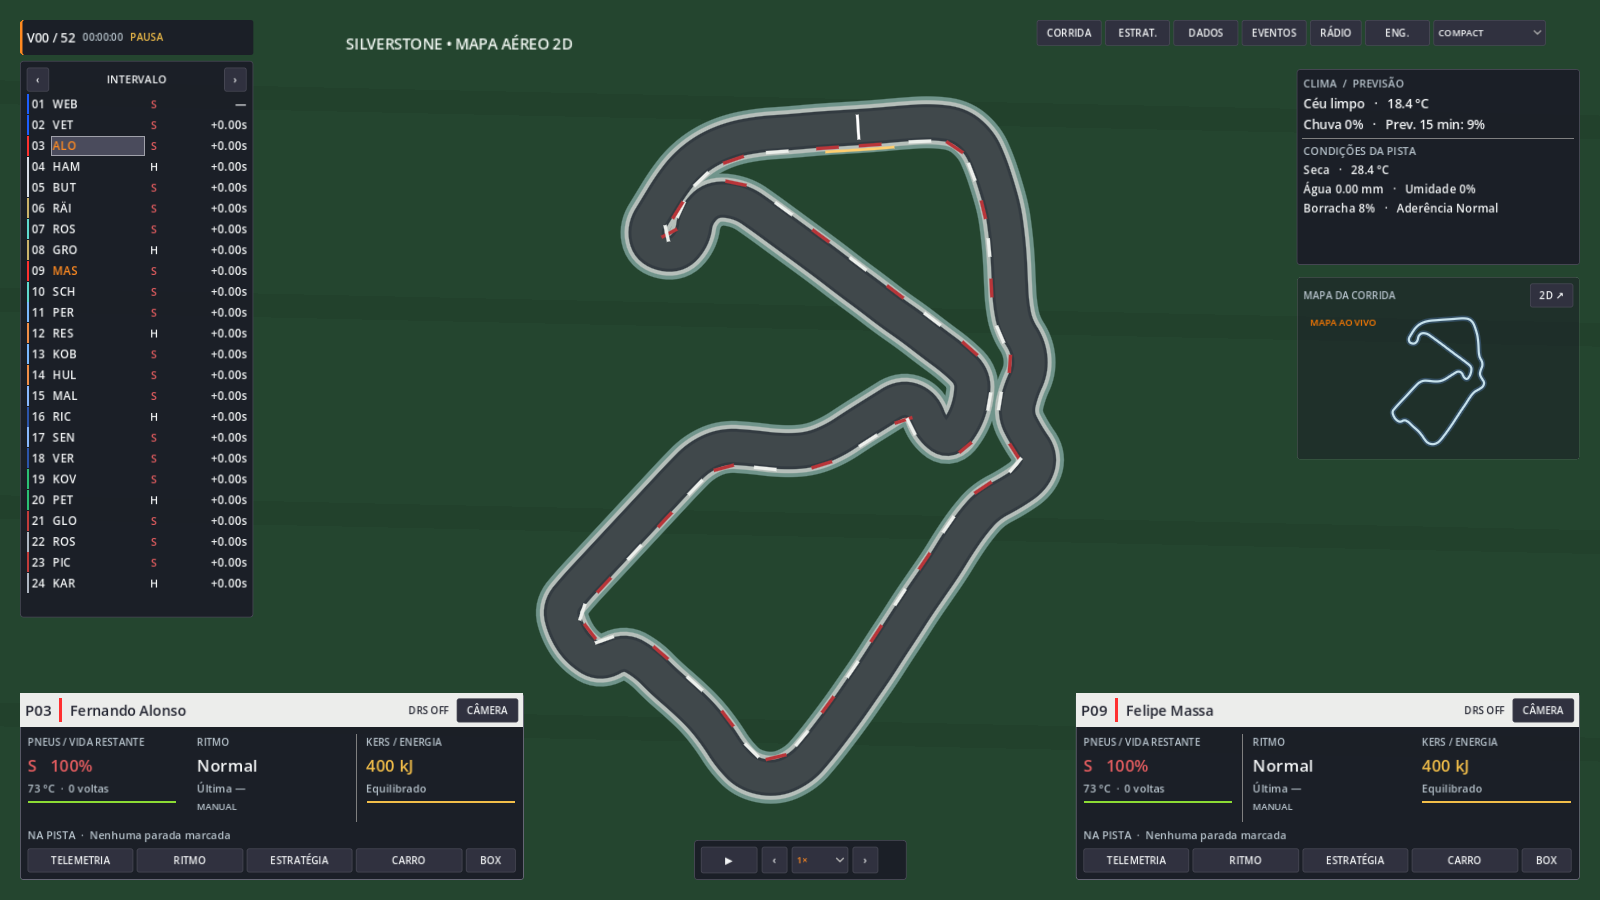 V00 / 52 00:00:00 PAUSA
SILVERSTONE • MAPA AÉREO 2D
CORRIDA ESTRAT. DADOS EVENTOS RÁDIO ENG. COMPACT
‹ INTERVALO ›
01 WEB S —
02 VET S +0.00s
03 ALO S +0.00s
04 HAM H +0.00s
05 BUT S +0.00s
06 RÄI S +0.00s
07 ROS S +0.00s
08 GRO H +0.00s
09 MAS S +0.00s
10 SCH S +0.00s
11 PER S +0.00s
12 RES H +0.00s
13 KOB S +0.00s
14 HUL S +0.00s
15 MAL S +0.00s
16 RIC H +0.00s
17 SEN S +0.00s
18 VER S +0.00s
19 KOV S +0.00s
20 PET H +0.00s
21 GLO S +0.00s
22 ROS S +0.00s
23 PIC S +0.00s
24 KAR H +0.00s
CLIMA / PREVISÃO
Céu limpo · 18.4 °C
Chuva 0% · Prev. 15 min: 9%
CONDIÇÕES DA PISTA
Seca · 28.4 °C
Água 0.00 mm · Umidade 0%
Borracha 8% · Aderência Normal
MAPA DA CORRIDA 2D ↗
MAPA AO VIVO
P03 Fernando Alonso DRS OFF CÂMERA
PNEUS / VIDA RESTANTE RITMO KERS / ENERGIA
S 100% Normal 400 kJ
73 °C · 0 voltas Última — Equilibrado
MANUAL
NA PISTA · Nenhuma parada marcada
TELEMETRIA RITMO ESTRATÉGIA CARRO BOX
▶ ‹ 1× ›
P09 Felipe Massa DRS OFF CÂMERA
PNEUS / VIDA RESTANTE RITMO KERS / ENERGIA
S 100% Normal 400 kJ
73 °C · 0 voltas Última — Equilibrado
MANUAL
NA PISTA · Nenhuma parada marcada
TELEMETRIA RITMO ESTRATÉGIA CARRO BOX